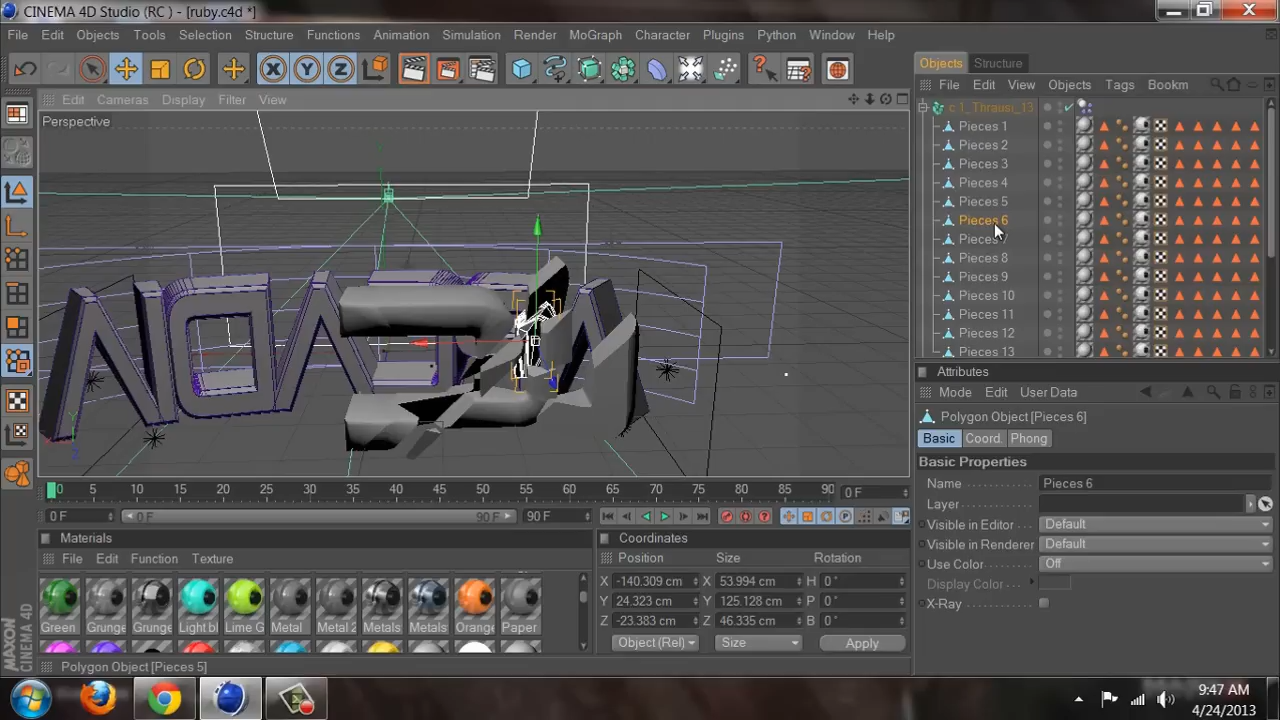 CINEMA 4D Studio (RC ) - [ruby.c4d *]
File Edit Objects Tools Selection Structure Functions Animation Simulation Render MoGraph Character Plugins Python Window Help
Objects Structure
Edit Cameras Display Filter View
File Edit View Objects Tags Bookm
Perspective
c 1_Thrausi_13
Pieces 1
Pieces 2
Pieces 3
Pieces 4
Pieces 5
Pieces 6
Pieces
Pieces 8
Pieces 9
Pieces 10
Pieces 11
Pieces 12
Pieces 13
Attributes
Mode Edit User Data
Polygon Object [Pieces 6]
Basic Coord. Phong
Basic Properties
Name Pieces 6
Layer
Visible in Editor Default
Visible in Renderer Default
Use Color Off
Display Color
X-Ray
0 5 10 15 20 25 30 35 40 45 50 55 60 65 70 75 80 85 90 0 F
0 F 0 F 90 F 90 F
Materials
File Edit Function Texture
Green Grunge Grunge Light b Lime G Metal Metal 2 Metals Metals Orange Paper
Coordinates
Position Size Rotation
X -140.309 cm X 53.994 cm H 0 °
Y 24.323 cm Y 125.128 cm P 0 °
Z -23.383 cm Z 46.335 cm B 0 °
Object (Rel) Size Apply
MAXON
CINEMA 4D
Polygon Object [Pieces 5]
9:47 AM
4/24/2013